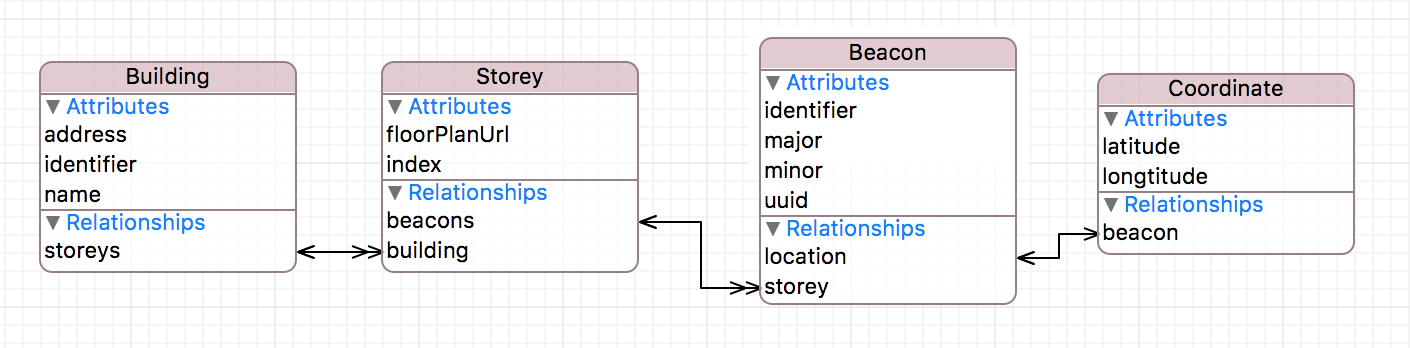 Building
Attributes
address
identifier
name
Relationships
storeys
Storey
Attributes
floorPlanUrl
index
Relationships
beacons
building
Beacon
Attributes
identifier
major
minor
uuid
Relationships
location
storey
Coordinate
Attributes
latitude
longtitude
Relationships
beacon